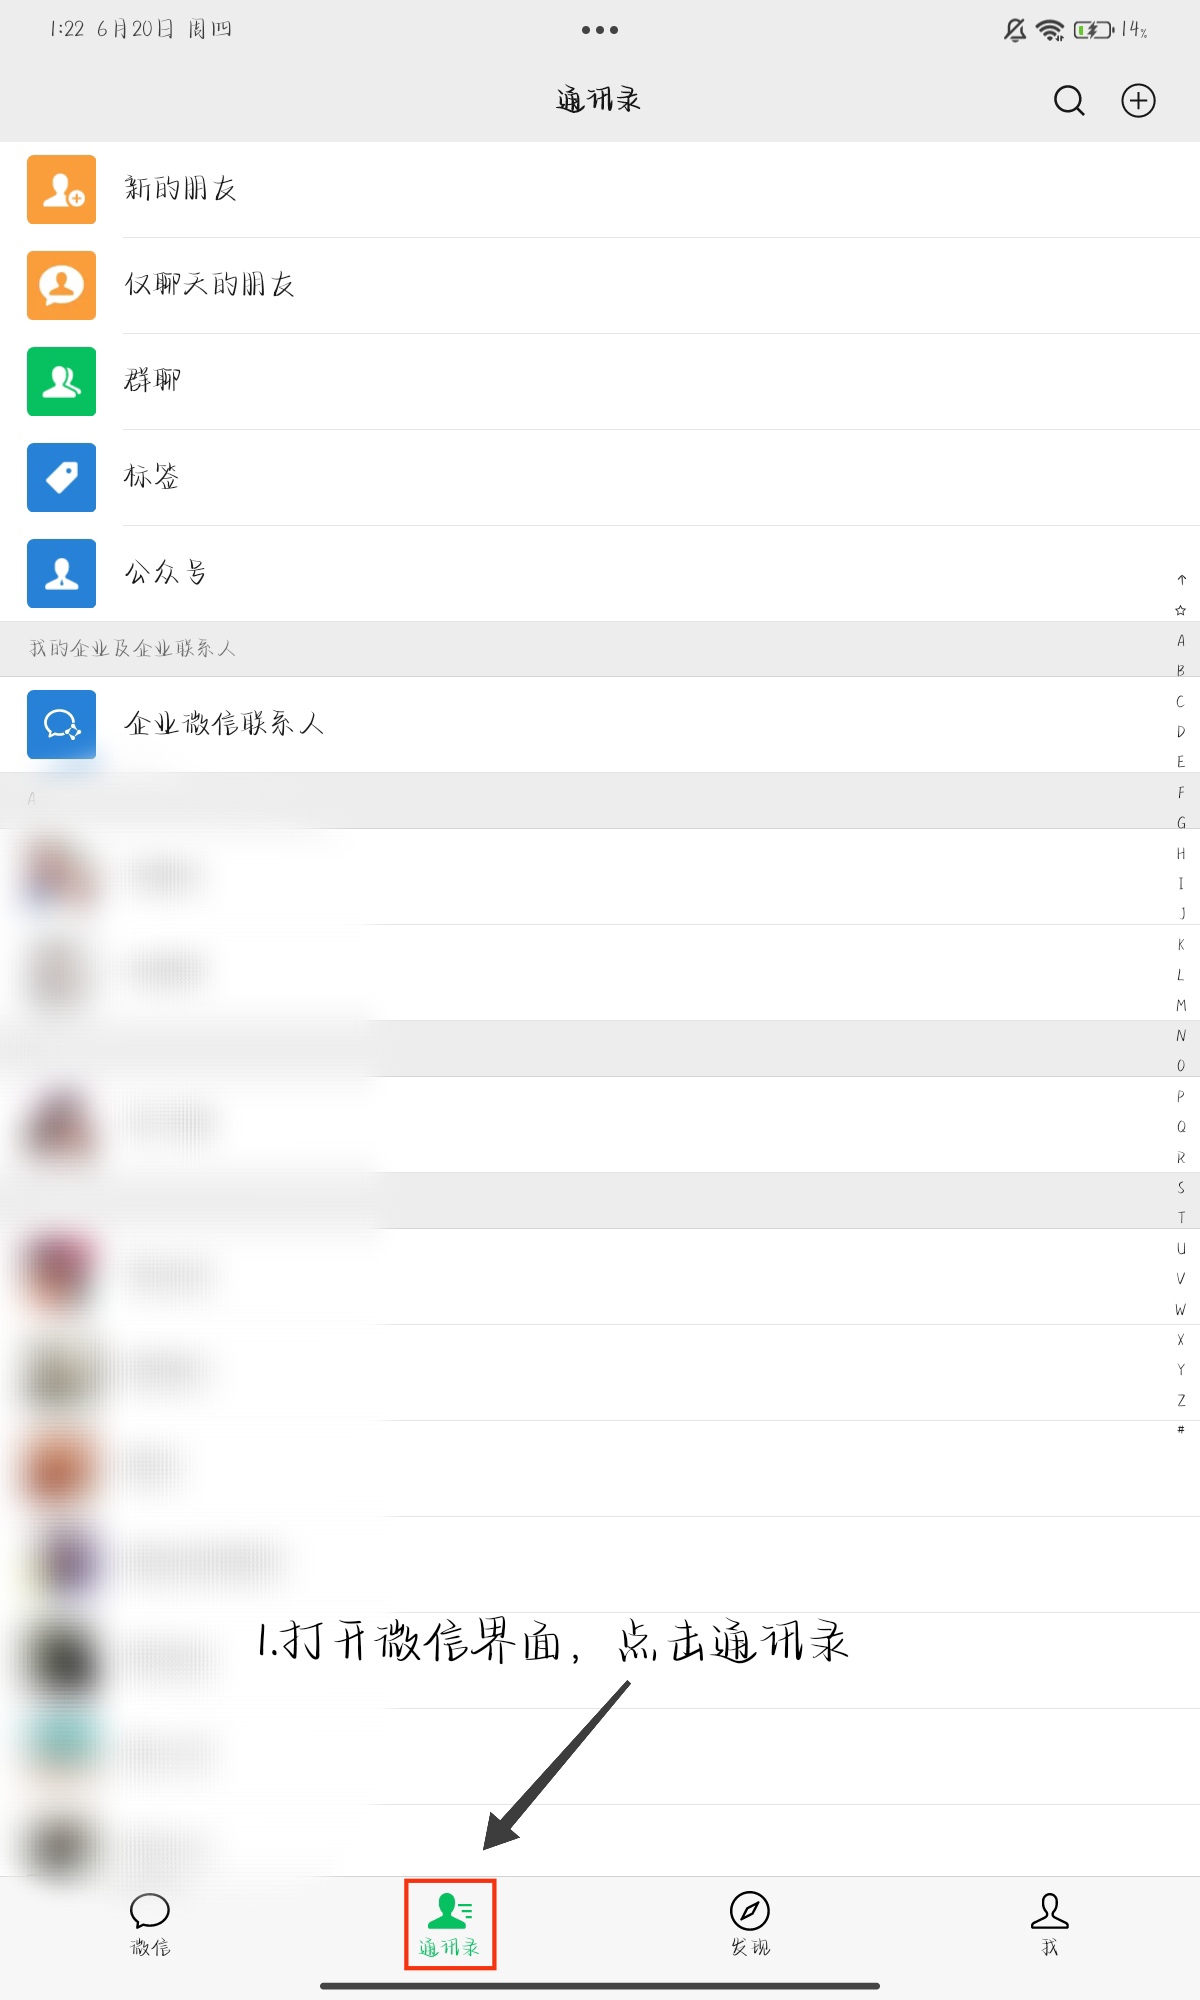 1:22 6月20日 周四
14%
通讯录
新的朋友
仅聊天的朋友
群聊
标签
公众号
我的企业及企业联系人
企业微信联系人
A
☆
A
B
C
D
E
F
G
H
I
J
K
L
M
N
O
P
Q
R
S
T
U
V
W
X
Y
Z
#
1.打开微信界面，点击通讯录
微信
通讯录
发现
我